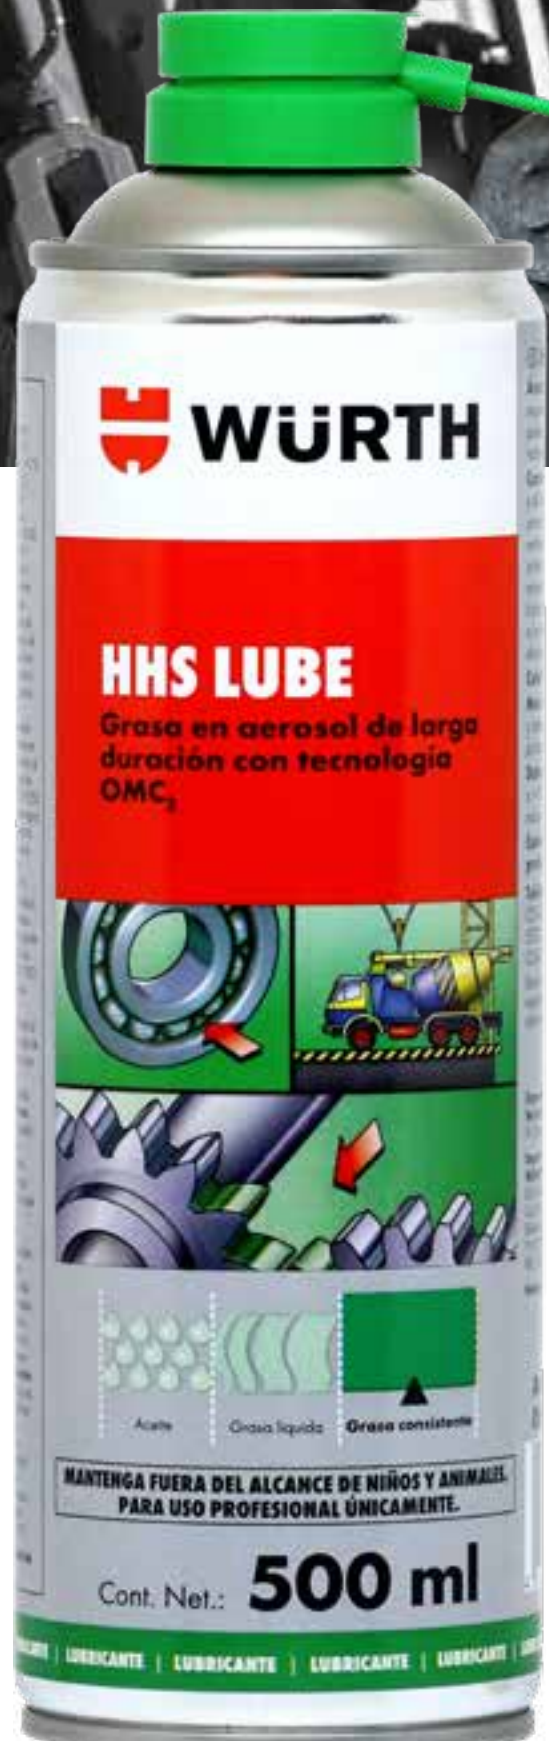 WÜRTH
HHS LUBE
Grasa en aerosol de larga
duración con tecnología
OMC₂
Aceite
Grasa líquida
Grasa consistente
MANTENGA FUERA DEL ALCANCE DE NIÑOS Y ANIMALES.
PARA USO PROFESIONAL ÚNICAMENTE.
Cont. Net.: 500 ml
LUBRICANTE | LUBRICANTE | LUBRICANTE | LUBRICANTE